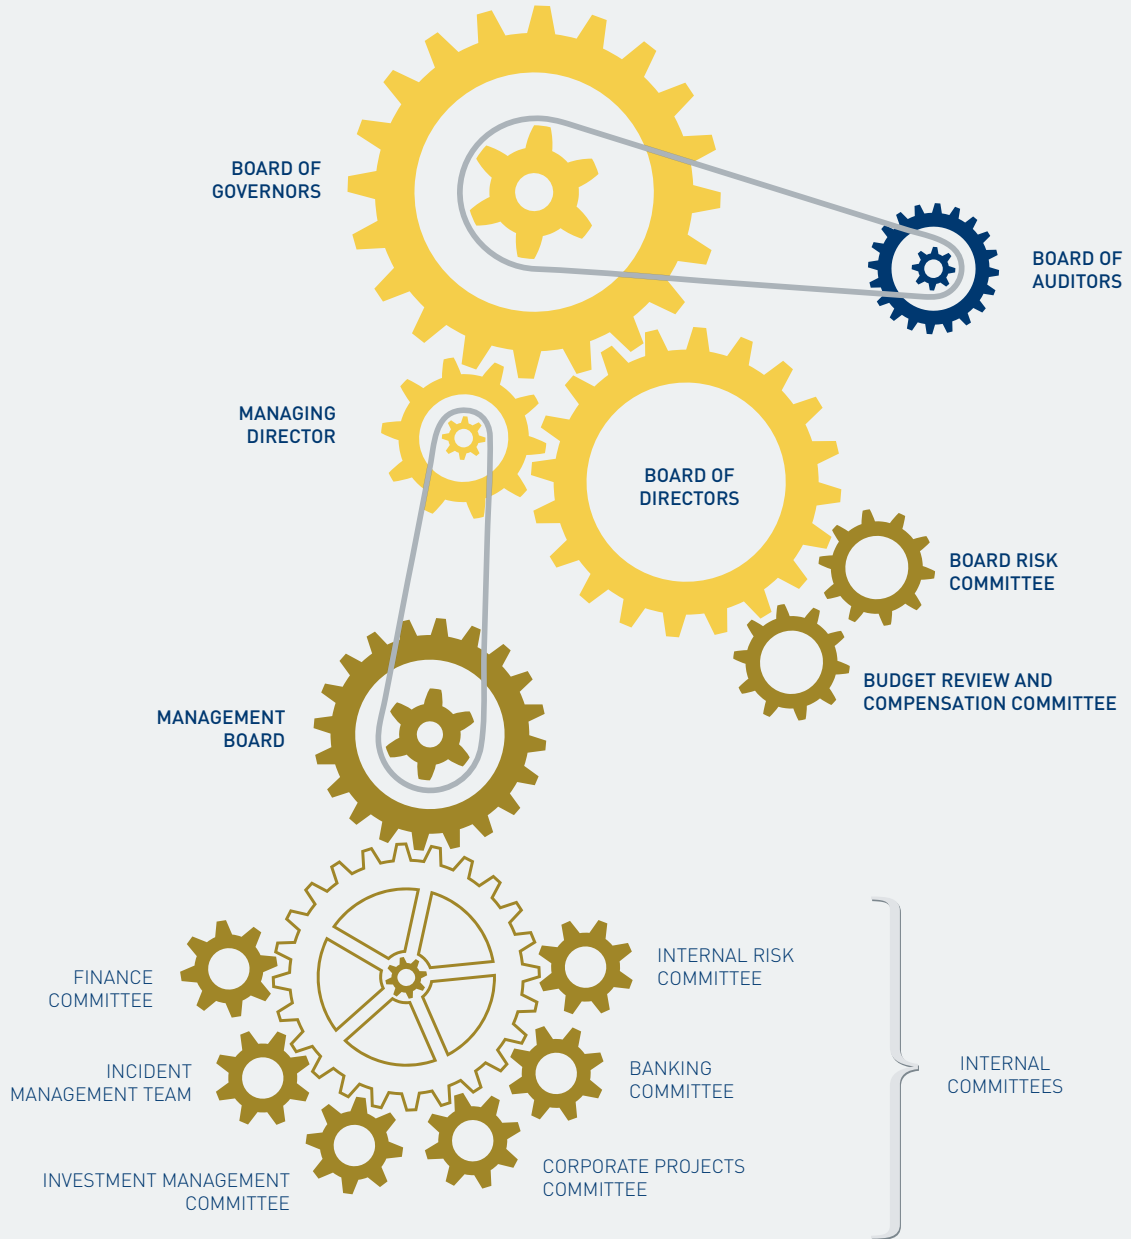 BOARD OF
GOVERNORS
BOARD OF
AUDITORS
MANAGING
DIRECTOR
BOARD OF
DIRECTORS
BOARD RISK
COMMITTEE
BUDGET REVIEW AND
COMPENSATION COMMITTEE
MANAGEMENT
BOARD
FINANCE
COMMITTEE
INTERNAL RISK
COMMITTEE
INCIDENT
MANAGEMENT TEAM
BANKING
COMMITTEE
INTERNAL
COMMITTEES
INVESTMENT MANAGEMENT
COMMITTEE
CORPORATE PROJECTS
COMMITTEE